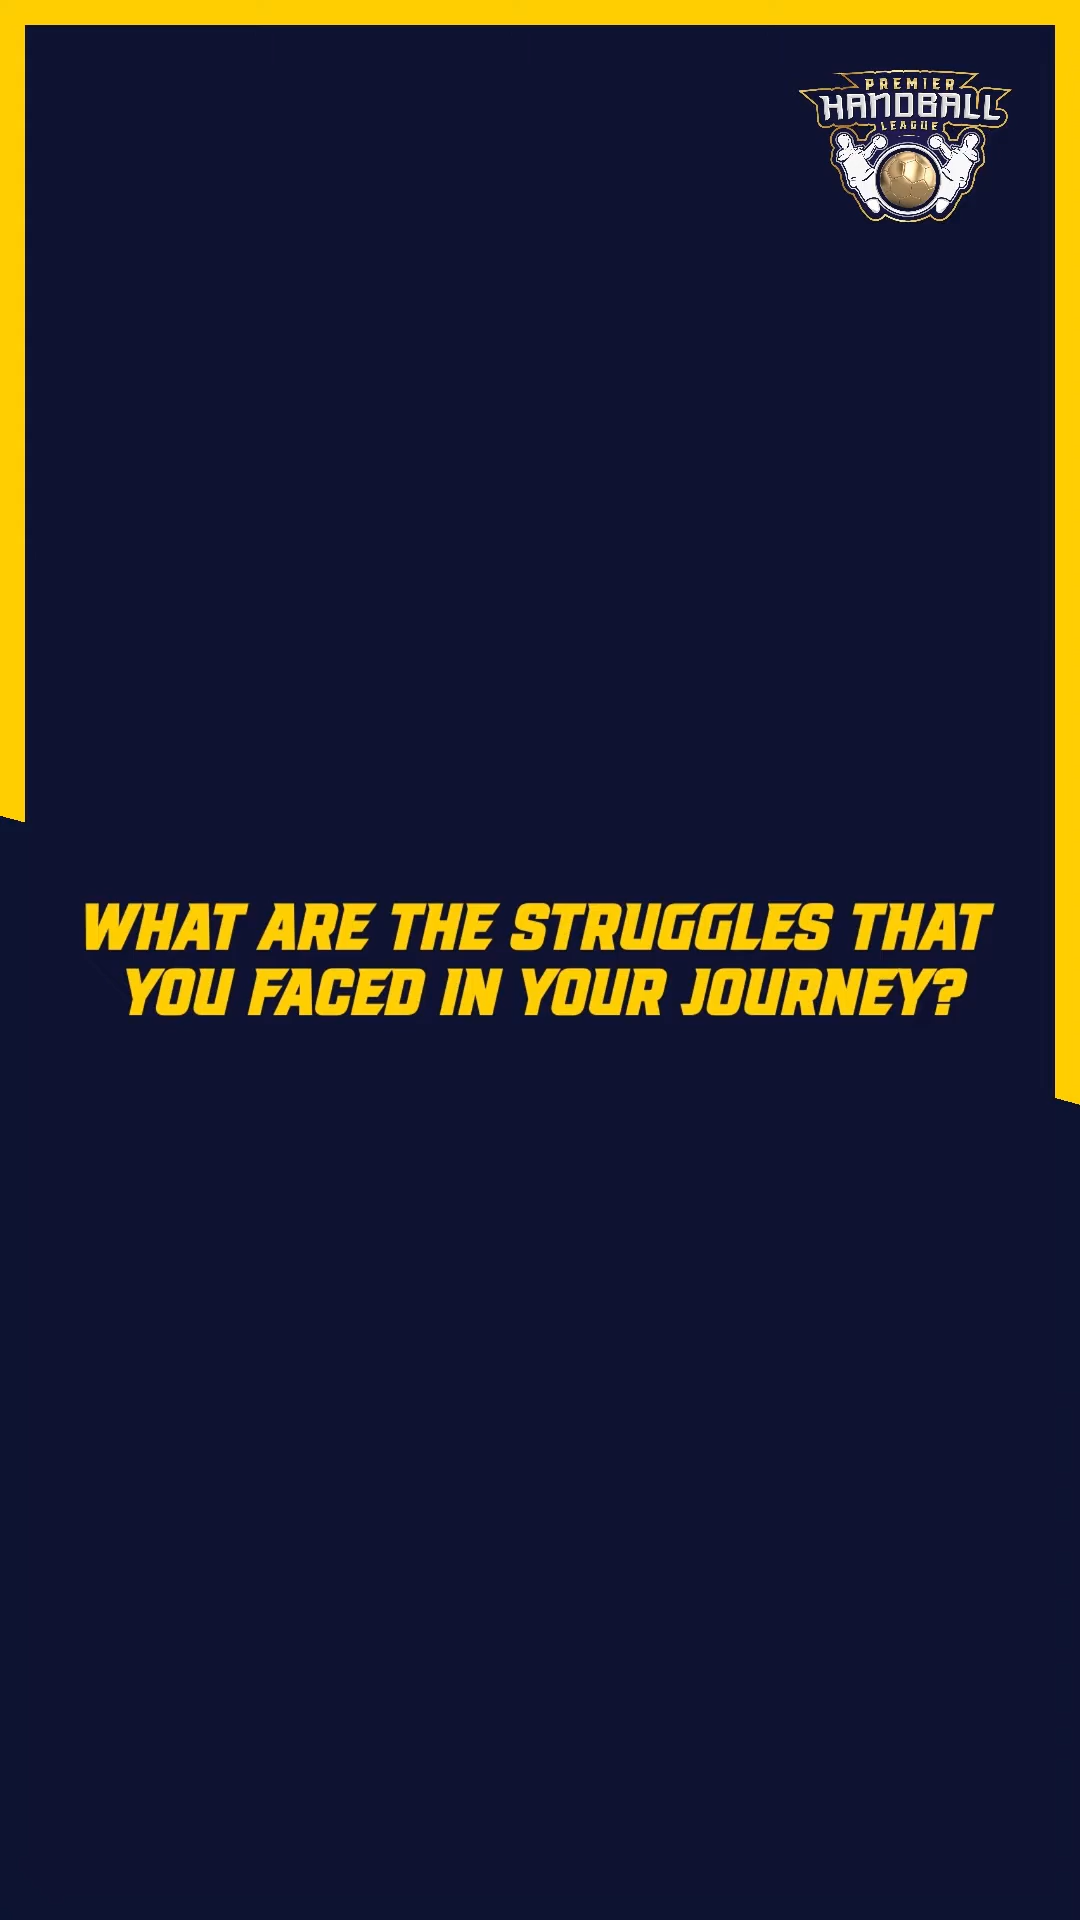 PREMIER
HANDBALL
LEAGUE
WHAT ARE THE STRUGGLES THAT
YOU FACED IN YOUR JOURNEY?